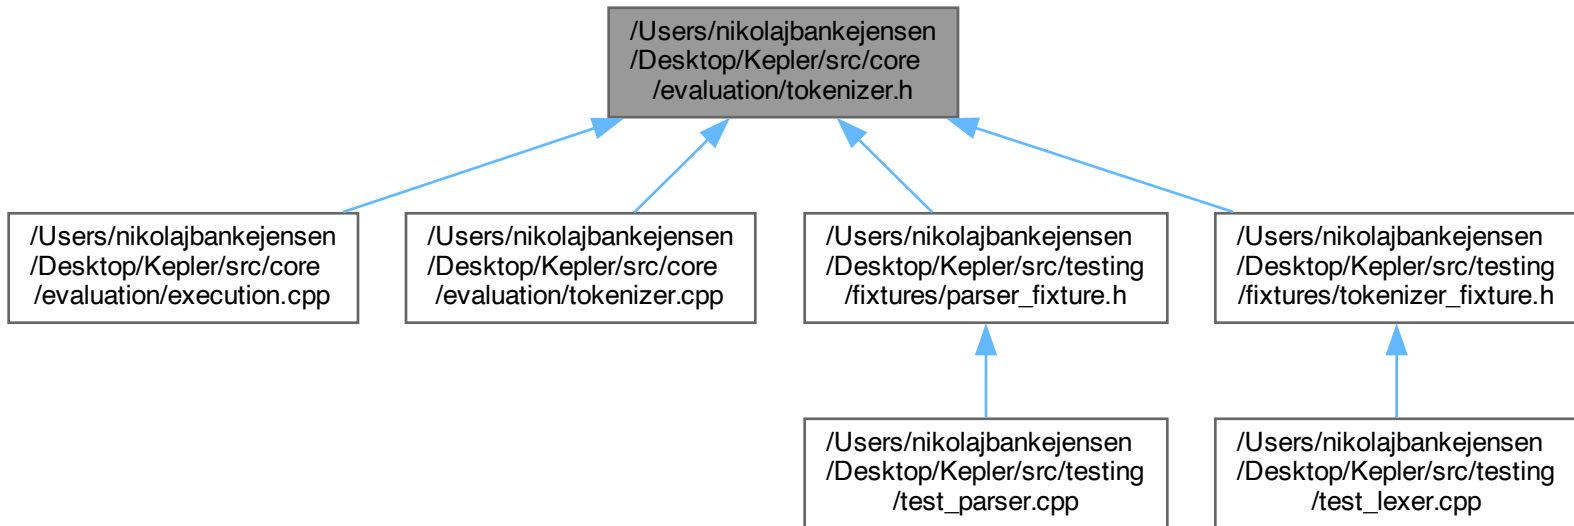 /Users/nikolajbankejensen
/Desktop/Kepler/src/core
/evaluation/tokenizer.h
/Users/nikolajbankejensen
/Desktop/Kepler/src/core
/evaluation/execution.cpp
/Users/nikolajbankejensen
/Desktop/Kepler/src/core
/evaluation/tokenizer.cpp
/Users/nikolajbankejensen
/Desktop/Kepler/src/testing
/fixtures/parser_fixture.h
/Users/nikolajbankejensen
/Desktop/Kepler/src/testing
/fixtures/tokenizer_fixture.h
/Users/nikolajbankejensen
/Desktop/Kepler/src/testing
/test_parser.cpp
/Users/nikolajbankejensen
/Desktop/Kepler/src/testing
/test_lexer.cpp